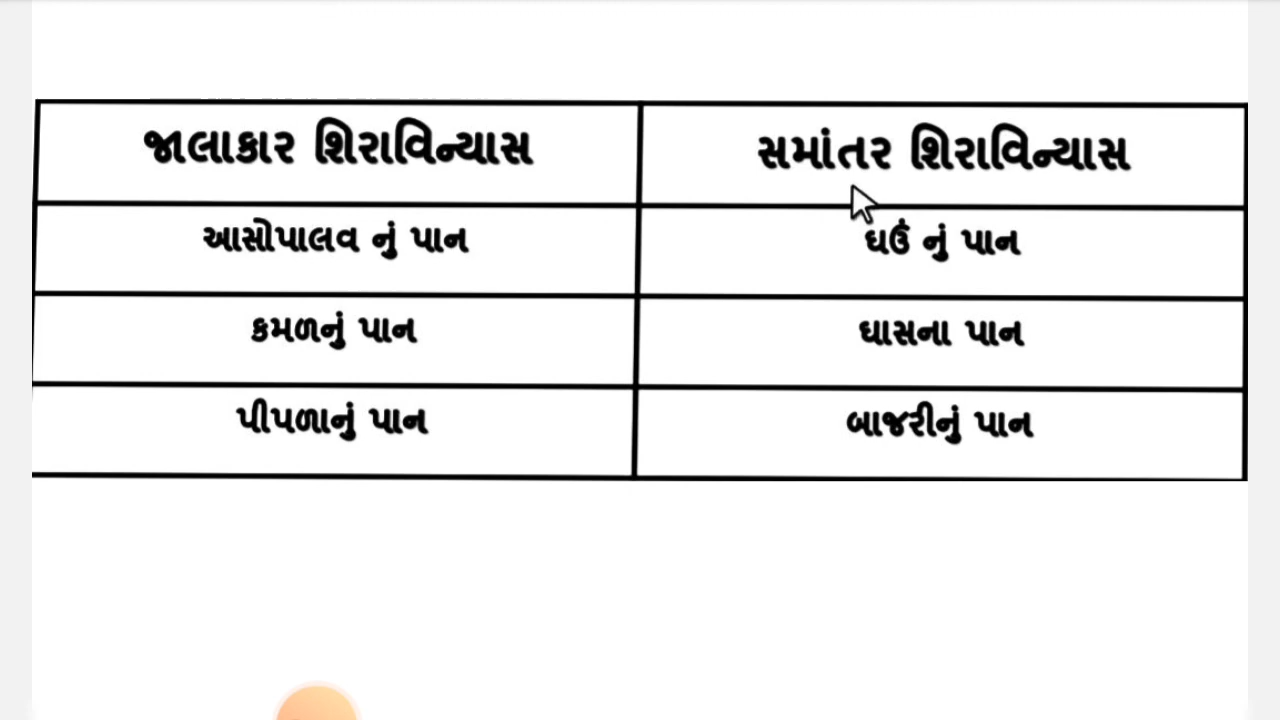 જાલાકાર શિરાવિન્યાસ સમાંતર શિરાવિન્યાસ
આસોપાલવ નું પાન ઘઉં નું પાન
કમળનું પાન ઘાસના પાન
પીપળાનું પાન બાજરીનું પાન